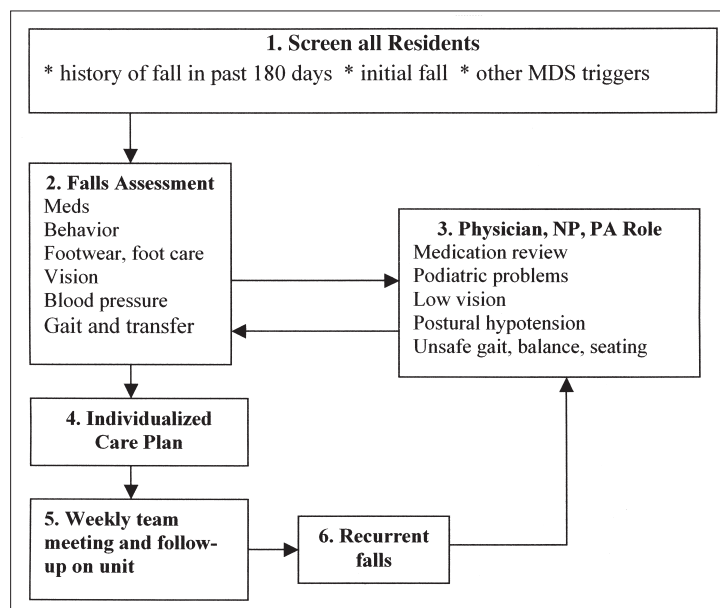 1. Screen all Residents
* history of fall in past 180 days * initial fall * other MDS triggers
2. Falls Assessment
Meds
Behavior
Footwear, foot care
Vision
Blood pressure
Gait and transfer
3. Physician, NP, PA Role
Medication review
Podiatric problems
Low vision
Postural hypotension
Unsafe gait, balance, seating
4. Individualized
Care Plan
5. Weekly team
meeting and follow-
up on unit
6. Recurrent
falls